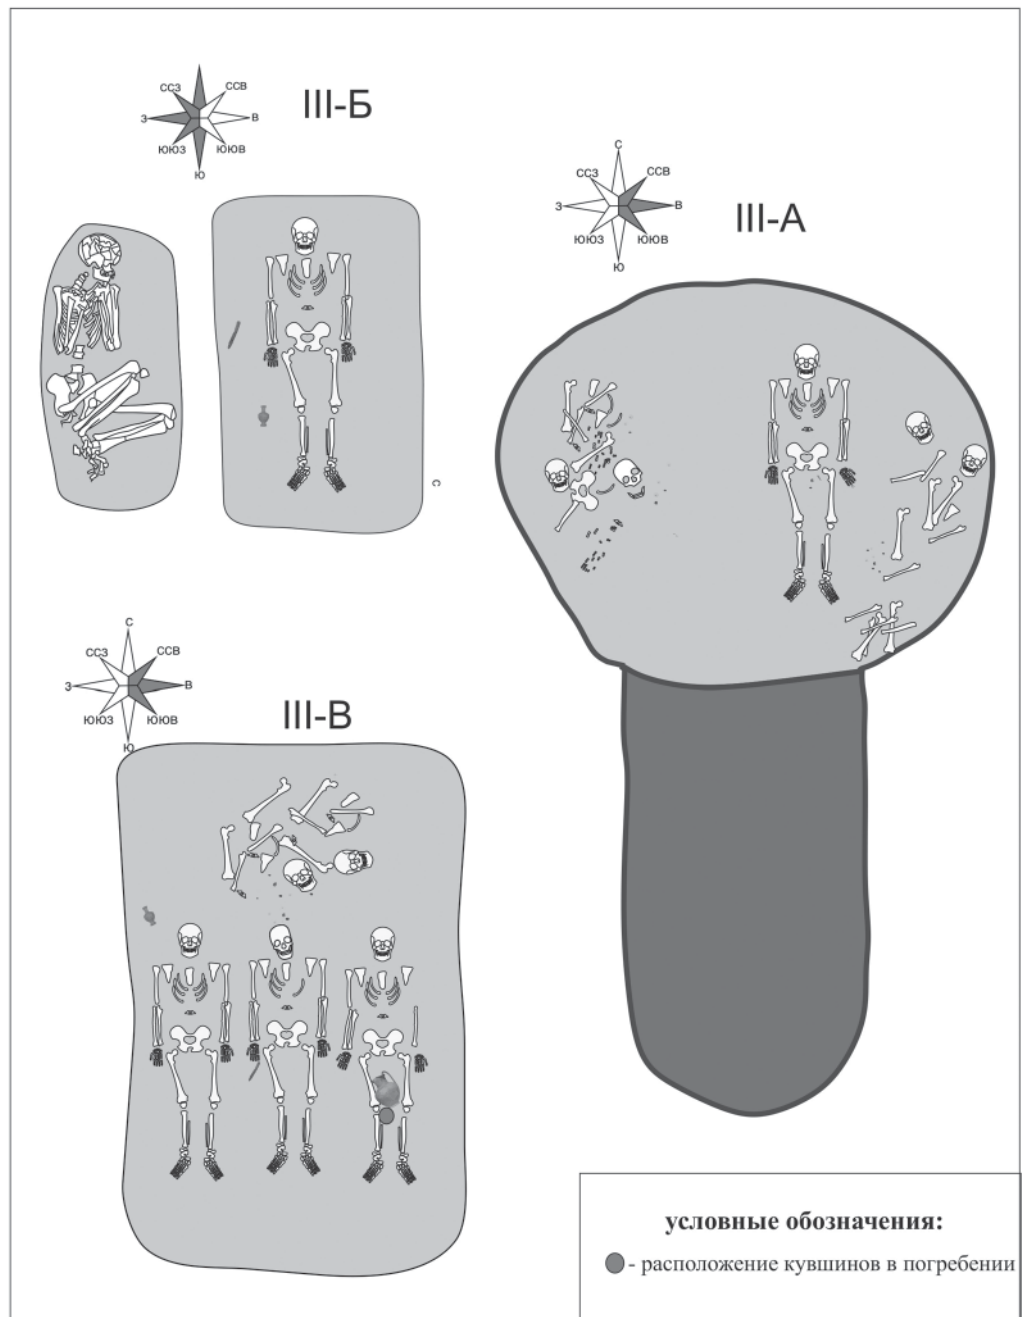 III-Б
ССЗ
ССВ
З
В
ЮЮЗ
ЮЮВ
Ю
С
III-А
С
ССЗ
ССВ
З
В
ЮЮЗ
ЮЮВ
Ю
III-В
С
ССЗ
ССВ
З
В
ЮЮЗ
ЮЮВ
Ю
условные обозначения:
- расположение кувшинов в погребении